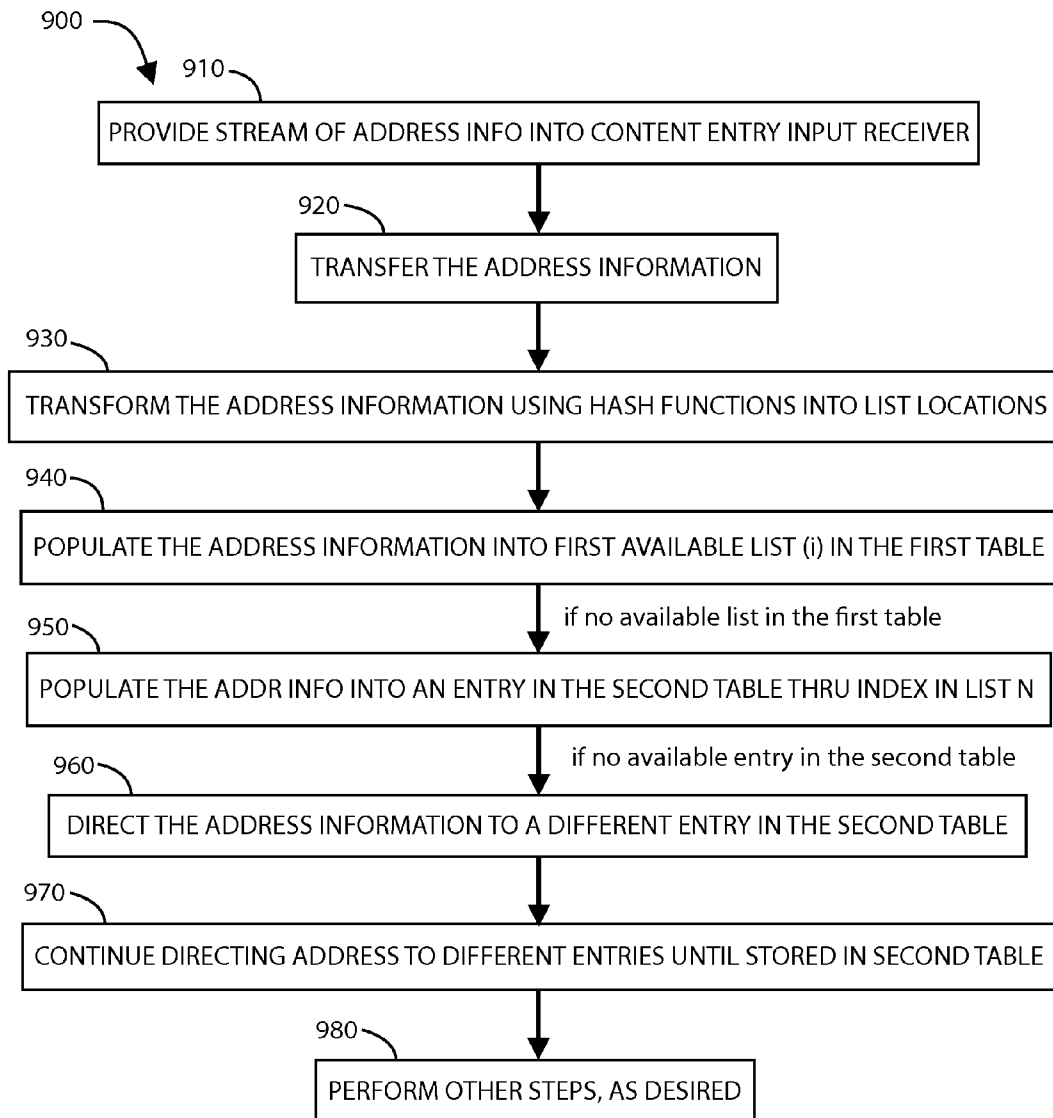 900
910
PROVIDE STREAM OF ADDRESS INFO INTO CONTENT ENTRY INPUT RECEIVER
920
TRANSFER THE ADDRESS INFORMATION
930
TRANSFORM THE ADDRESS INFORMATION USING HASH FUNCTIONS INTO LIST LOCATIONS
940
POPULATE THE ADDRESS INFORMATION INTO FIRST AVAILABLE LIST (i) IN THE FIRST TABLE
if no available list in the first table
950
POPULATE THE ADDR INFO INTO AN ENTRY IN THE SECOND TABLE THRU INDEX IN LIST N
if no available entry in the second table
960
DIRECT THE ADDRESS INFORMATION TO A DIFFERENT ENTRY IN THE SECOND TABLE
970
CONTINUE DIRECTING ADDRESS TO DIFFERENT ENTRIES UNTIL STORED IN SECOND TABLE
980
PERFORM OTHER STEPS, AS DESIRED